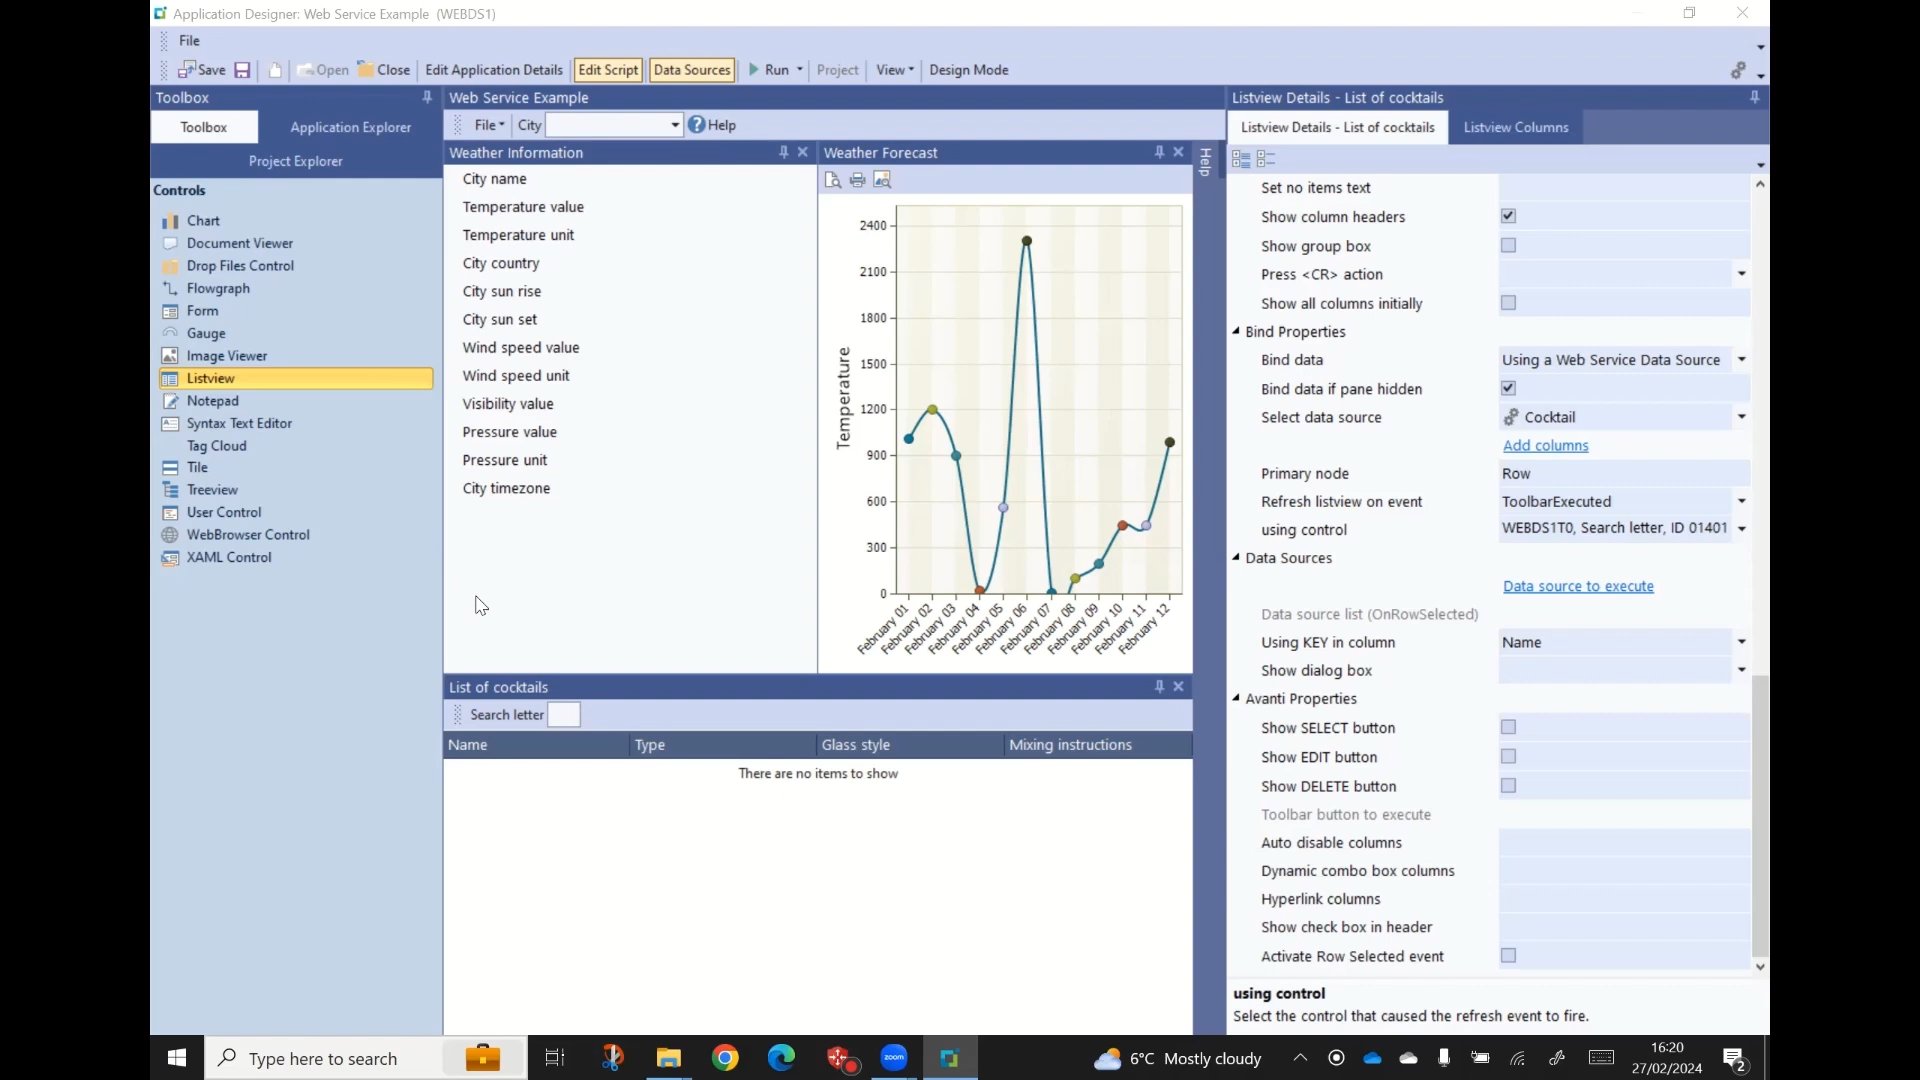 Application Designer: Web Service Example (WEBDS1)
File
Save Open Close Edit Application Details Edit Script Data Sources Run Project View Design Mode
Toolbox
Toolbox Application Explorer
Project Explorer
Controls
Chart
Document Viewer
Drop Files Control
Flowgraph
Form
Gauge
Image Viewer
Listview
Notepad
Syntax Text Editor
Tag Cloud
Tile
Treeview
User Control
WebBrowser Control
XAML Control
Web Service Example
File City Help
Weather Information
City name
Temperature value
Temperature unit
City country
City sun rise
City sun set
Wind speed value
Wind speed unit
Visibility value
Pressure value
Pressure unit
City timezone
Weather Forecast
Temperature
2400
2100
1800
1500
1200
900
600
300
0
February 01
February 02
February 03
February 04
February 05
February 06
February 07
February 08
February 09
February 10
February 11
February 12
Help
List of cocktails
Search letter
Name Type Glass style Mixing instructions
There are no items to show
Listview Details - List of cocktails
Listview Details - List of cocktails Listview Columns
Set no items text
Show column headers
Show group box
Press <CR> action
Show all columns initially
Bind Properties
Bind data Using a Web Service Data Source
Bind data if pane hidden
Select data source Cocktail
Add columns
Primary node Row
Refresh listview on event ToolbarExecuted
using control WEBDS1T0, Search letter, ID 01401
Data Sources
Data source to execute
Data source list (OnRowSelected)
Using KEY in column Name
Show dialog box
Avanti Properties
Show SELECT button
Show EDIT button
Show DELETE button
Toolbar button to execute
Auto disable columns
Dynamic combo box columns
Hyperlink columns
Show check box in header
Activate Row Selected event
using control
Select the control that caused the refresh event to fire.
Type here to search
zoom
6°C Mostly cloudy
16:20
27/02/2024
2